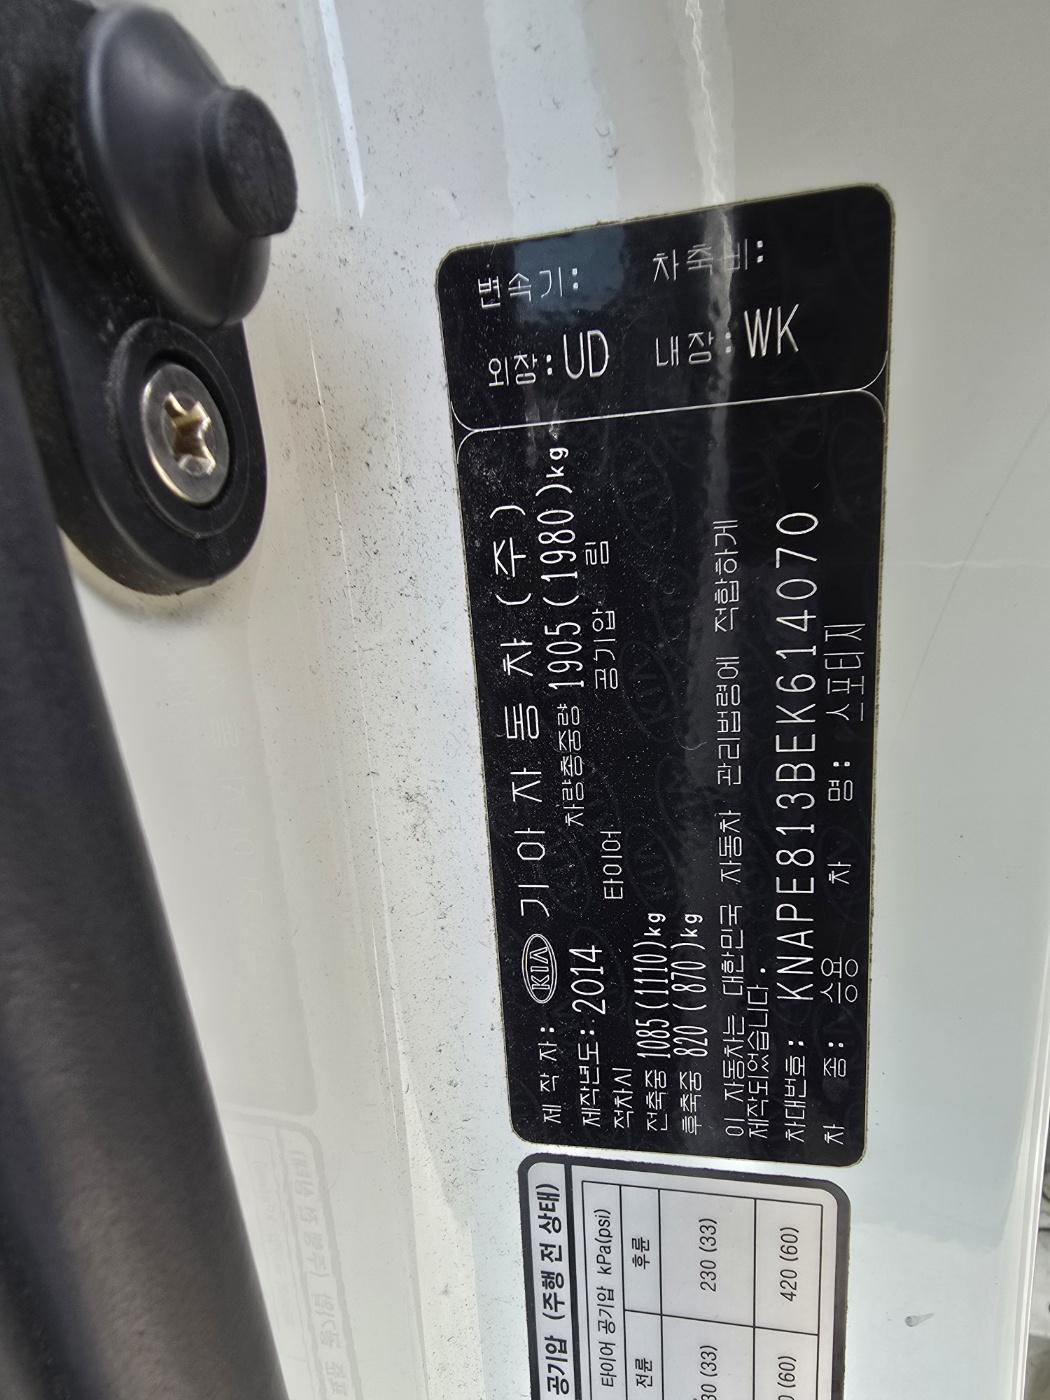 변속기: 차축비:
외장:UD 내장:WK
제 작 자: KIA 기 아 자 동 차 (주)
제작년도:2014 차량총중량 1905(1980)kg
적차시 타이어 공기압 림
전축중 1085(1110)kg
후축중 820 ( 870 )kg
이 자동차는 대한민국 자동차 관리법령에 적합하게
제작되었습니다.
차대번호: KNAPE813BEK614070
차 종: 승용 차 명: 스포티지
공기압 (주행 전 상태)
타이어 공기압 kPa(psi)
전륜 후륜
230 (33)
420 (60)